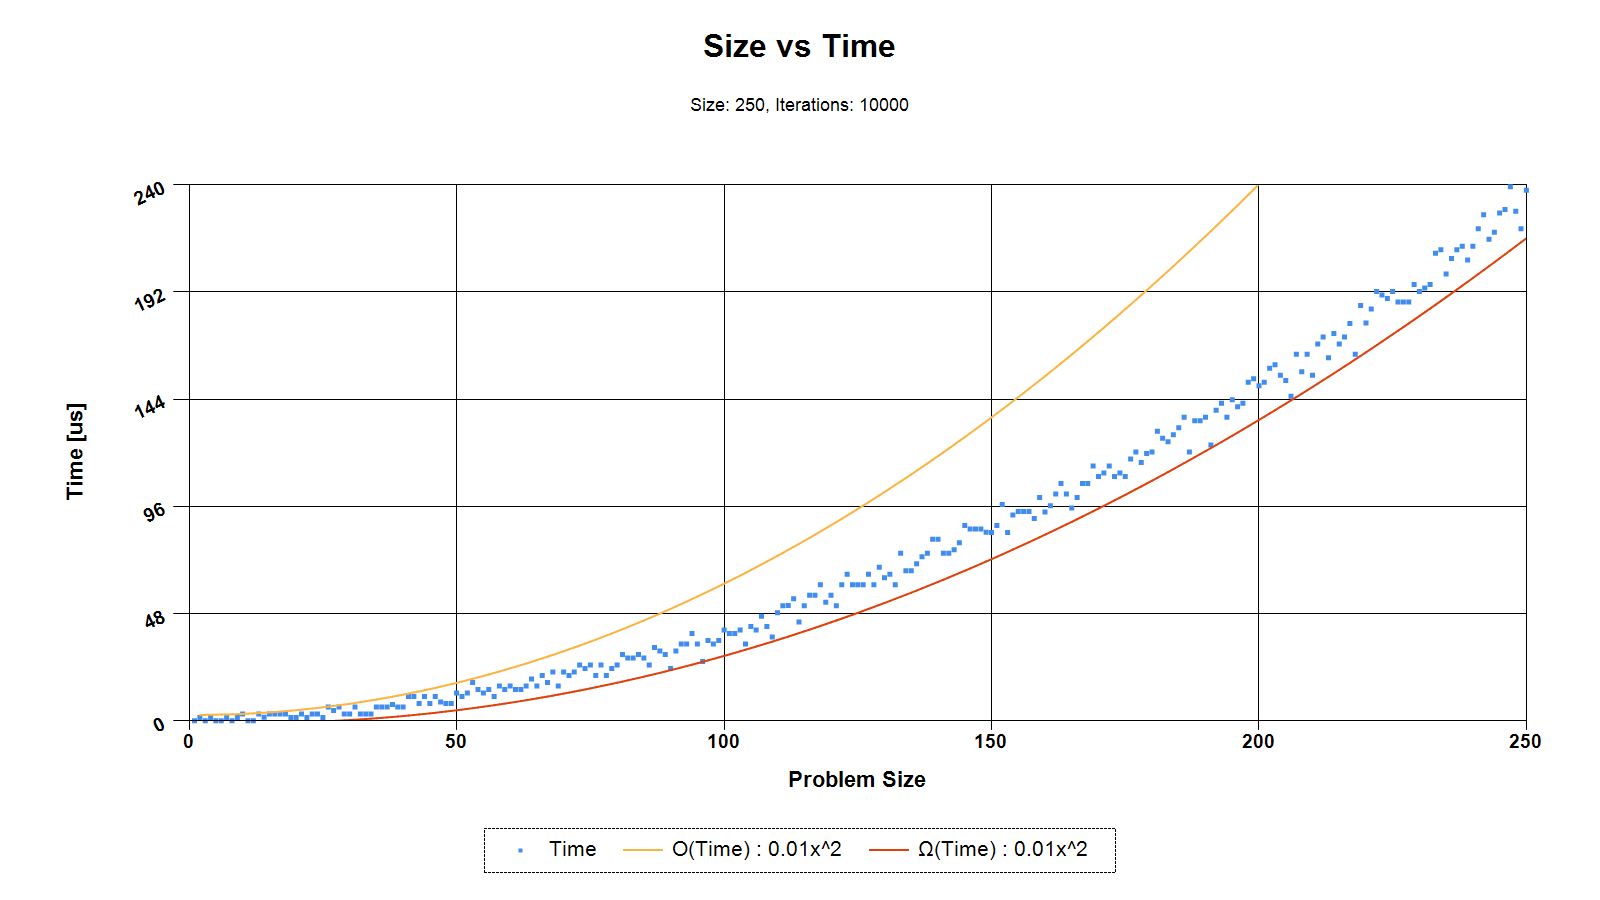 Size vs Time
Size: 250, Iterations: 10000
240
192
144
96
48
0
Time [us]
0 50 100 150 200 250
Problem Size
Time O(Time) : 0.01x^2 Ω(Time) : 0.01x^2